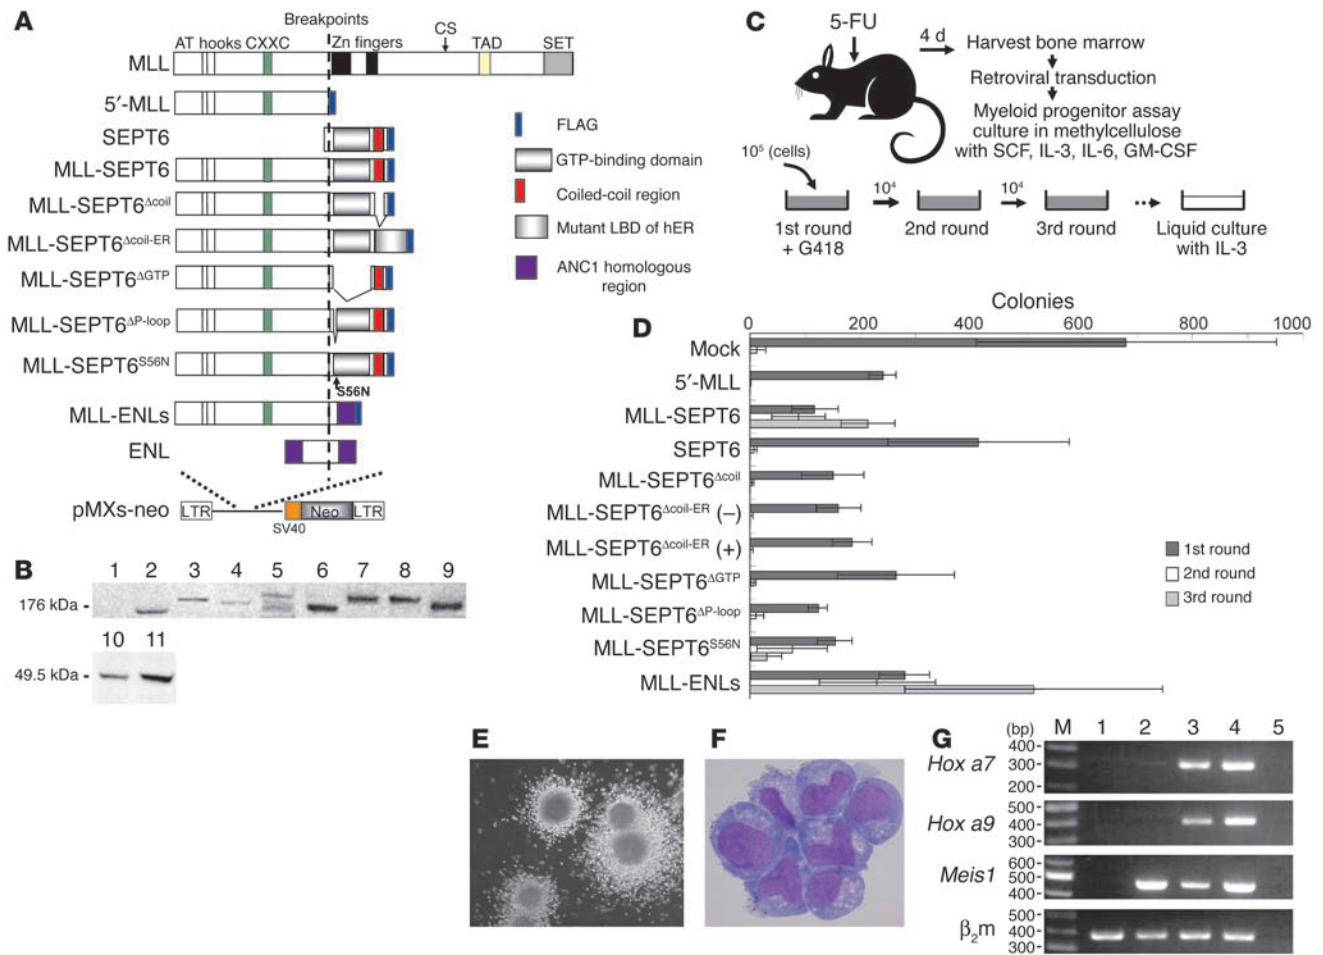 A
Breakpoints
CS
AT hooks CXXC
Zn fingers
TAD
SET
MLL
5′-MLL
SEPT6
MLL-SEPT6
MLL-SEPT6Δcoil
MLL-SEPT6Δcoil-ER
MLL-SEPT6ΔGTP
MLL-SEPT6ΔP-loop
MLL-SEPT6S56N
S56N
MLL-ENLs
ENL
pMXs-neo
LTR
Neo
LTR
SV40
FLAG
GTP-binding domain
Coiled-coil region
Mutant LBD of hER
ANC1 homologous
region
B
1 2 3 4 5 6 7 8 9
176 kDa
10 11
49.5 kDa
C
5-FU
4 d
Harvest bone marrow
Retroviral transduction
Myeloid progenitor assay
culture in methylcellulose
with SCF, IL-3, IL-6, GM-CSF
10⁵ (cells)
10⁴
10⁴
1st round
+ G418
2nd round
3rd round
Liquid culture
with IL-3
D
Colonies
0 200 400 600 800 1000
Mock
5′-MLL
MLL-SEPT6
SEPT6
MLL-SEPT6Δcoil
MLL-SEPT6Δcoil-ER (–)
MLL-SEPT6Δcoil-ER (+)
MLL-SEPT6ΔGTP
MLL-SEPT6ΔP-loop
MLL-SEPT6S56N
MLL-ENLs
1st round
2nd round
3rd round
E
F
G
(bp) M 1 2 3 4 5
Hox a7
400
300
200
Hox a9
500
400
300
Meis1
600
500
400
β₂m
500
400
300